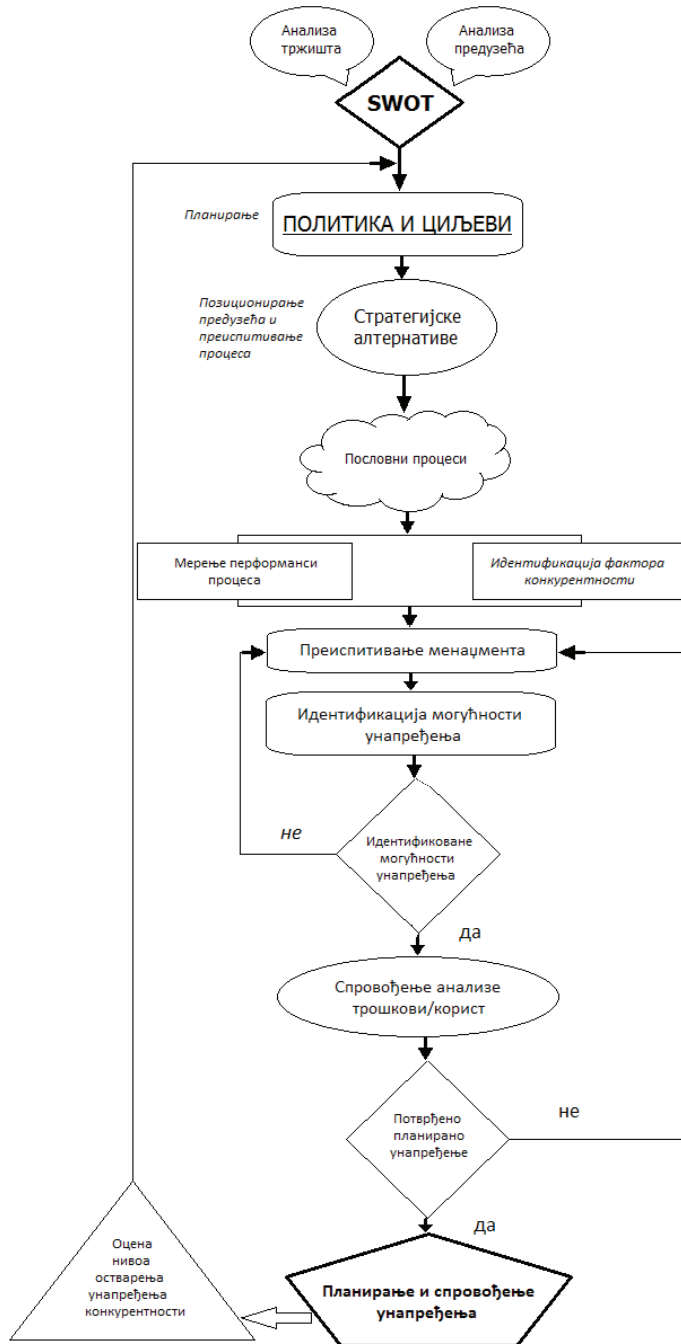 Анализа
тржишта
Анализа
предузећа
SWOT
Планирање
ПОЛИТИКА И ЦИЉЕВИ
Позиционирање
предузећа и
преиспитивање
процеса
Стратегијске
алтернативе
Пословни процеси
Мерење перформанси
процеса
Идентификација фактора
конкурентности
Преиспитивање менаџмента
Идентификација могућности
унапређења
не
Идентификоване
могућности
унапређења
да
Спровођење анализе
трошкови/корист
Потврђено
планирано
унапређење
не
да
Оцена
нивоа
остварења
унапређења
конкурентности
Планирање и спровођење
унапређења